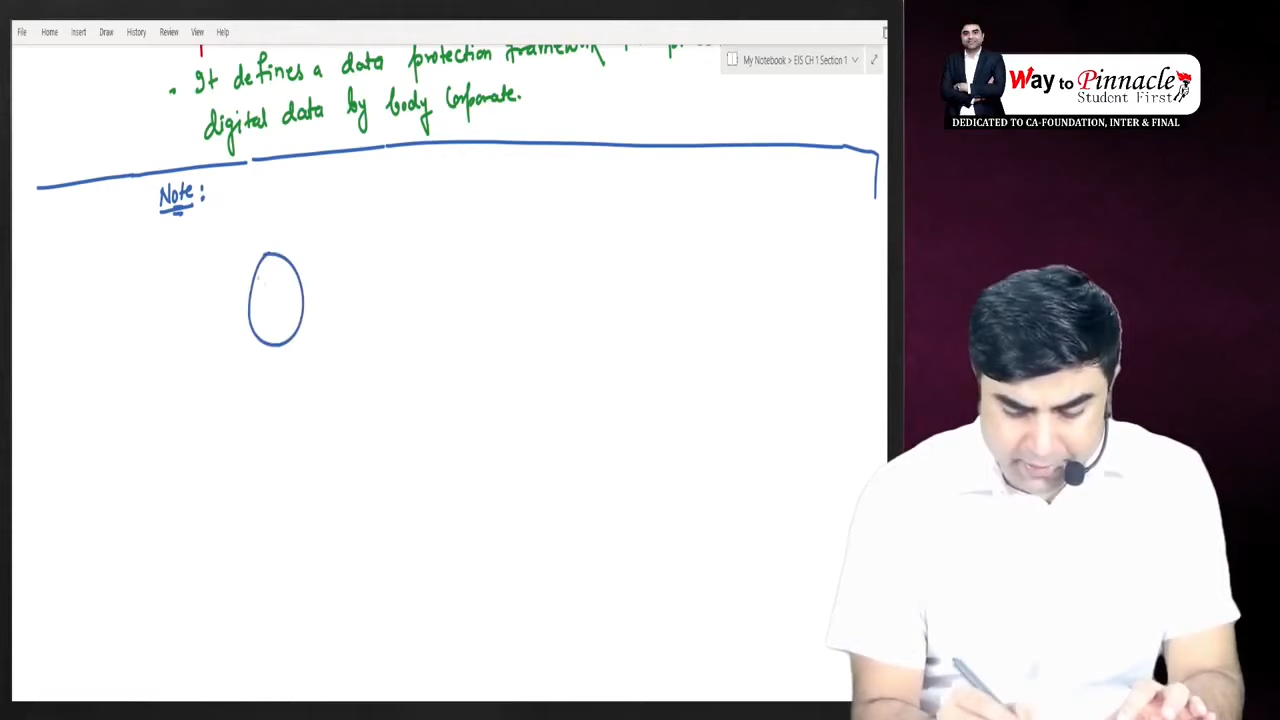 File Home Insert Draw History Review View Help
My Notebook > EIS CH 1 Section 1
• It defines a data protection framework
digital data by body Corporate.
Note:
Way to Pinnacle
Student First
DEDICATED TO CA-FOUNDATION, INTER & FINAL